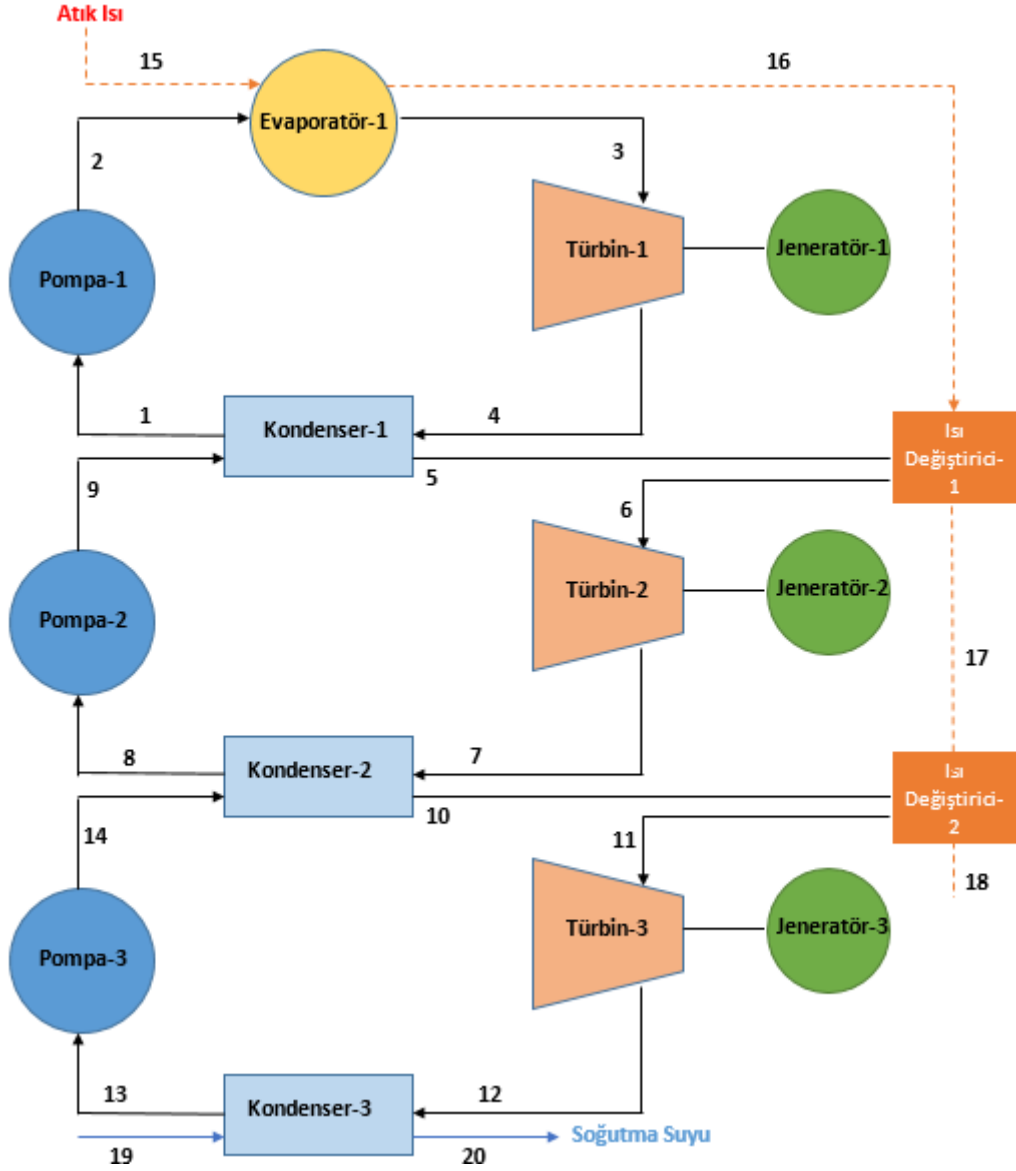 Atık Isı
15
16
Evaporatör-1
2
3
Türbin-1
Jeneratör-1
Pompa-1
1
4
Kondenser-1
Isı
Değiştirici-
1
9
5
6
Türbin-2
Jeneratör-2
Pompa-2
17
8
7
Kondenser-2
Isı
Değiştirici-
2
10
14
11
18
Türbin-3
Jeneratör-3
Pompa-3
13
12
Kondenser-3
19
20
Soğutma Suyu